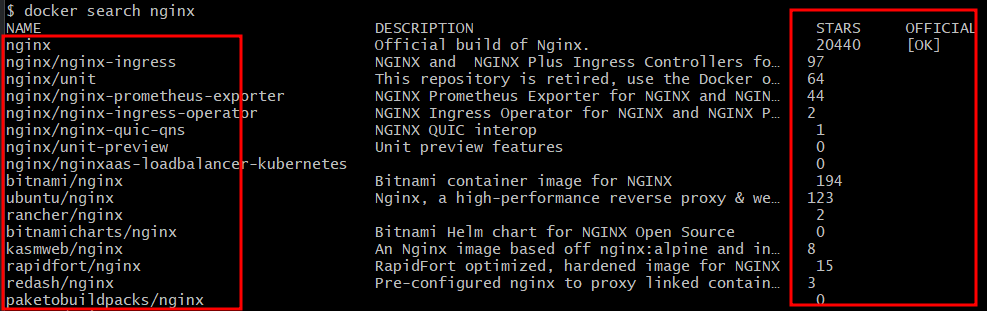 $ docker search nginx
NAME DESCRIPTION STARS OFFICIAL
nginx Official build of Nginx. 20440 [OK]
nginx/nginx-ingress NGINX and  NGINX Plus Ingress Controllers fo… 97
nginx/unit This repository is retired, use the Docker o… 64
nginx/nginx-prometheus-exporter NGINX Prometheus Exporter for NGINX and NGIN… 44
nginx/nginx-ingress-operator NGINX Ingress Operator for NGINX and NGINX P… 2
nginx/nginx-quic-qns NGINX QUIC interop 1
nginx/unit-preview Unit preview features 0
nginx/nginxaas-loadbalancer-kubernetes 0
bitnami/nginx Bitnami container image for NGINX 194
ubuntu/nginx Nginx, a high-performance reverse proxy & we… 123
rancher/nginx 2
bitnamicharts/nginx Bitnami Helm chart for NGINX Open Source 0
kasmweb/nginx An Nginx image based off nginx:alpine and in… 8
rapidfort/nginx RapidFort optimized, hardened image for NGINX 15
redash/nginx Pre-configured nginx to proxy linked contain… 3
paketobuildpacks/nginx 0